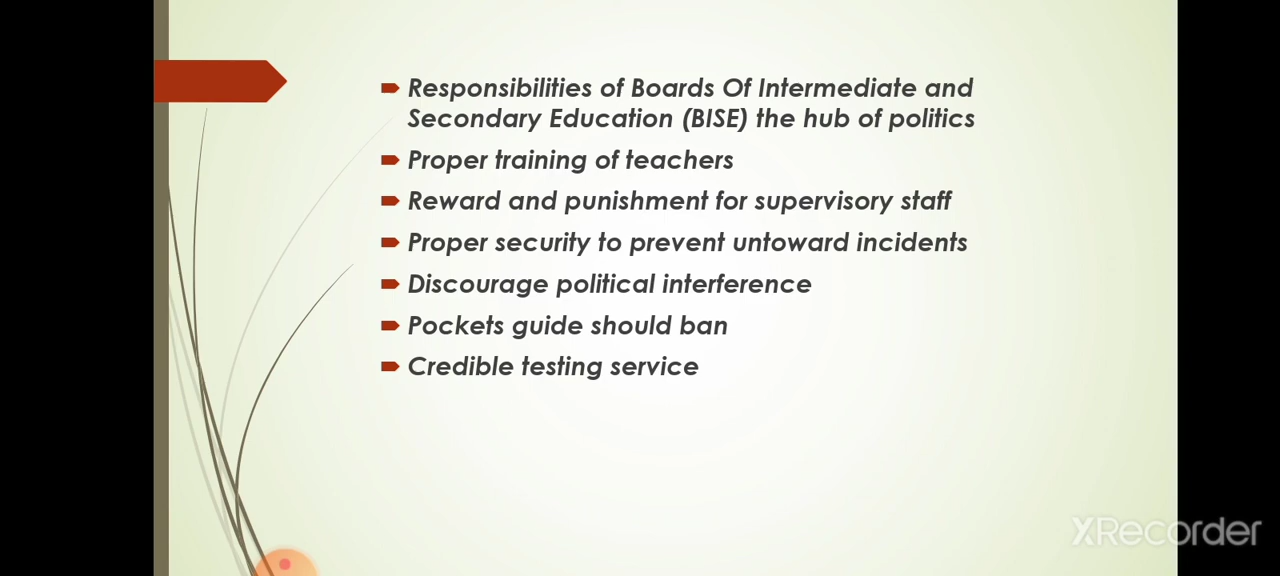 Responsibilities of Boards Of Intermediate and
Secondary Education (BISE) the hub of politics
Proper training of teachers
Reward and punishment for supervisory staff
Proper security to prevent untoward incidents
Discourage political interference
Pockets guide should ban
Credible testing service
XRecorder